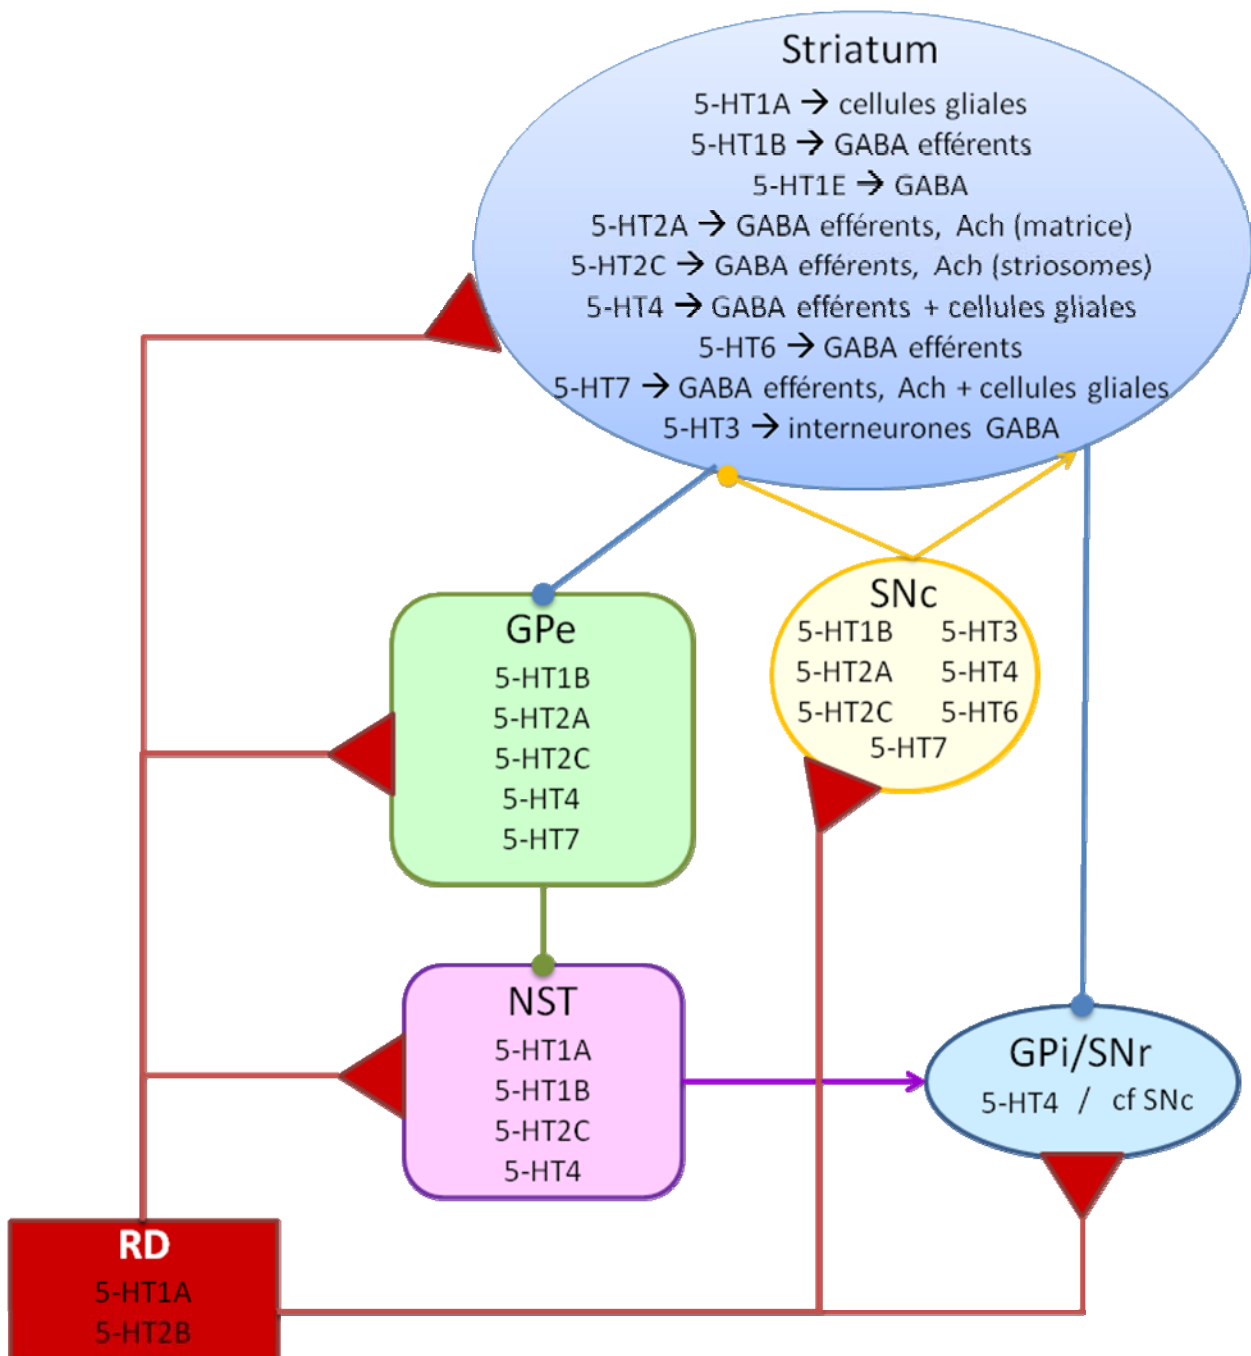 Striatum
5-HT1A → cellules gliales
5-HT1B → GABA efférents
5-HT1E → GABA
5-HT2A → GABA efférents, Ach (matrice)
5-HT2C → GABA efférents, Ach (striosomes)
5-HT4 → GABA efférents + cellules gliales
5-HT6 → GABA efférents
5-HT7 → GABA efférents, Ach + cellules gliales
5-HT3 → interneurones GABA
GPe
5-HT1B
5-HT2A
5-HT2C
5-HT4
5-HT7
SNc
5-HT1B 5-HT3
5-HT2A 5-HT4
5-HT2C 5-HT6
5-HT7
NST
5-HT1A
5-HT1B
5-HT2C
5-HT4
GPi/SNr
5-HT4 / cf SNc
RD
5-HT1A
5-HT2B